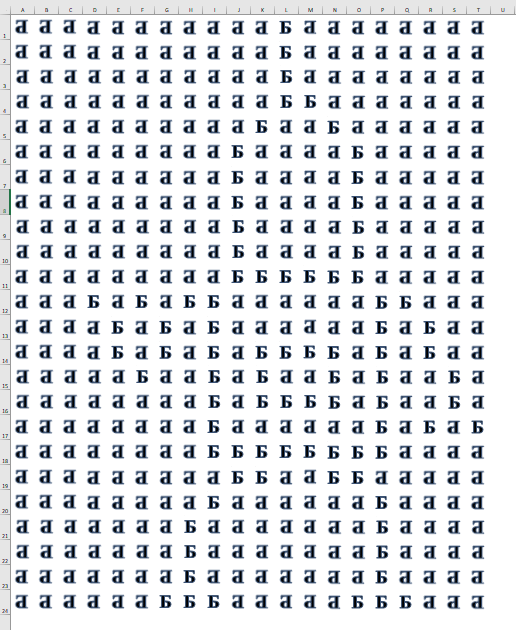 A B C D E F G H I J K L M N O P Q R S T U
1 а а а а а а а а а а а Б а а а а а а а а
2 а а а а а а а а а а а Б а а а а а а а а
3 а а а а а а а а а а а Б а а а а а а а а
4 а а а а а а а а а а а Б Б а а а а а а а
5 а а а а а а а а а а Б а а Б а а а а а а
6 а а а а а а а а а Б а а а а Б а а а а а
7 а а а а а а а а а Б а а а а Б а а а а а
8 а а а а а а а а а Б а а а а Б а а а а а
9 а а а а а а а а а Б а а а а Б а а а а а
10 а а а а а а а а а Б а а а а Б а а а а а
11 а а а а а а а а а Б Б Б Б Б Б а а а а а
12 а а а Б а Б а Б Б а а а а а а Б Б а а а
13 а а а а Б а Б а Б а а а а а а Б а Б а а
14 а а а а Б а Б а Б а Б Б Б Б а Б а Б а а
15 а а а а а Б а а Б а Б а а Б а Б а а Б а
16 а а а а а а а а Б а Б Б Б Б а Б а а Б а
17 а а а а а а а а Б а а а а а а Б а Б а Б
18 а а а а а а а а Б Б Б Б Б Б Б Б а а а а
19 а а а а а а а а а Б Б а а Б Б а а а а а
20 а а а а а а а а Б а а а а а а Б а а а а
21 а а а а а а а Б а а а а а а а Б а а а а
22 а а а а а а а Б а а а а а а а Б а а а а
23 а а а а а а а Б а а а а а а а Б а а а а
24 а а а а а а Б Б Б а а а а а Б Б Б а а а